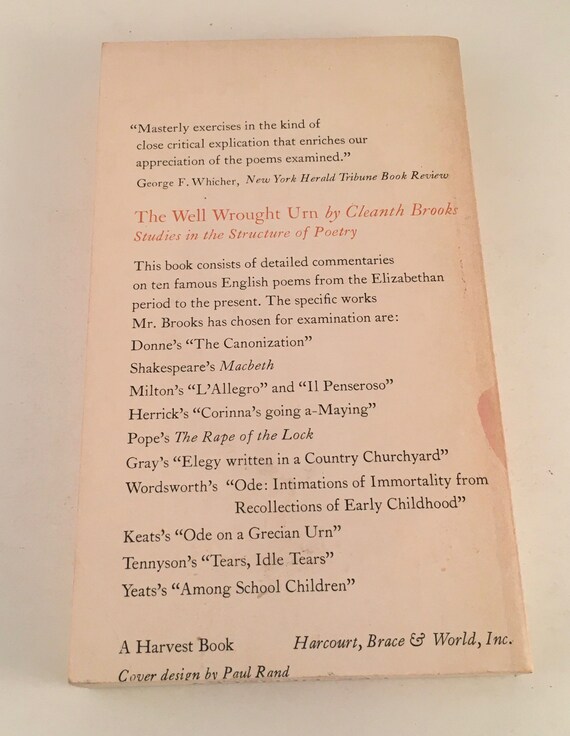 “Masterly exercises in the kind of
close critical explication that enriches our
appreciation of the poems examined.”
George F. Whicher, New York Herald Tribune Book Review
The Well Wrought Urn by Cleanth Brooks
Studies in the Structure of Poetry
This book consists of detailed commentaries
on ten famous English poems from the Elizabethan
period to the present. The specific works
Mr. Brooks has chosen for examination are:
Donne’s “The Canonization”
Shakespeare’s Macbeth
Milton’s “L’Allegro” and “Il Penseroso”
Herrick’s “Corinna’s going a-Maying”
Pope’s The Rape of the Lock
Gray’s “Elegy written in a Country Churchyard”
Wordsworth’s “Ode: Intimations of Immortality from
Recollections of Early Childhood”
Keats’s “Ode on a Grecian Urn”
Tennyson’s “Tears, Idle Tears”
Yeats’s “Among School Children”
A Harvest Book Harcourt, Brace & World, Inc.
Cover design by Paul Rand